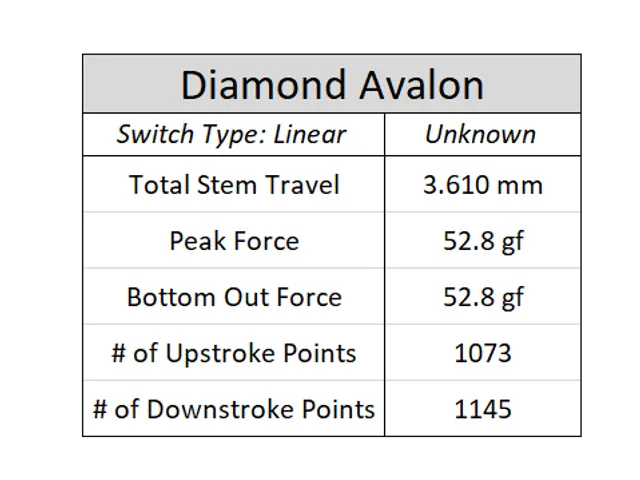 Diamond Avalon
Switch Type: Linear Unknown
Total Stem Travel 3.610 mm
Peak Force 52.8 gf
Bottom Out Force 52.8 gf
# of Upstroke Points 1073
# of Downstroke Points 1145